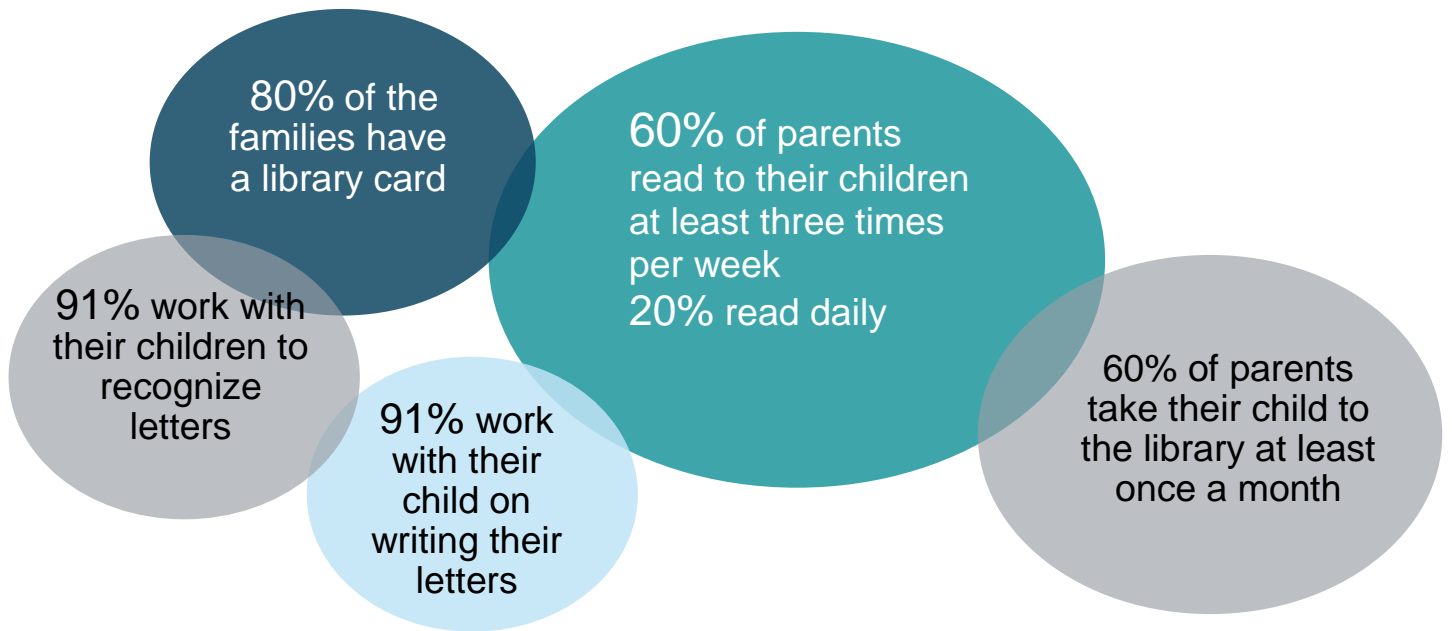 80% of the
families have
a library card
60% of parents
read to their children
at least three times
per week
20% read daily
91% work with
their children to
recognize
letters
91% work
with their
child on
writing their
letters
60% of parents
take their child to
the library at least
once a month